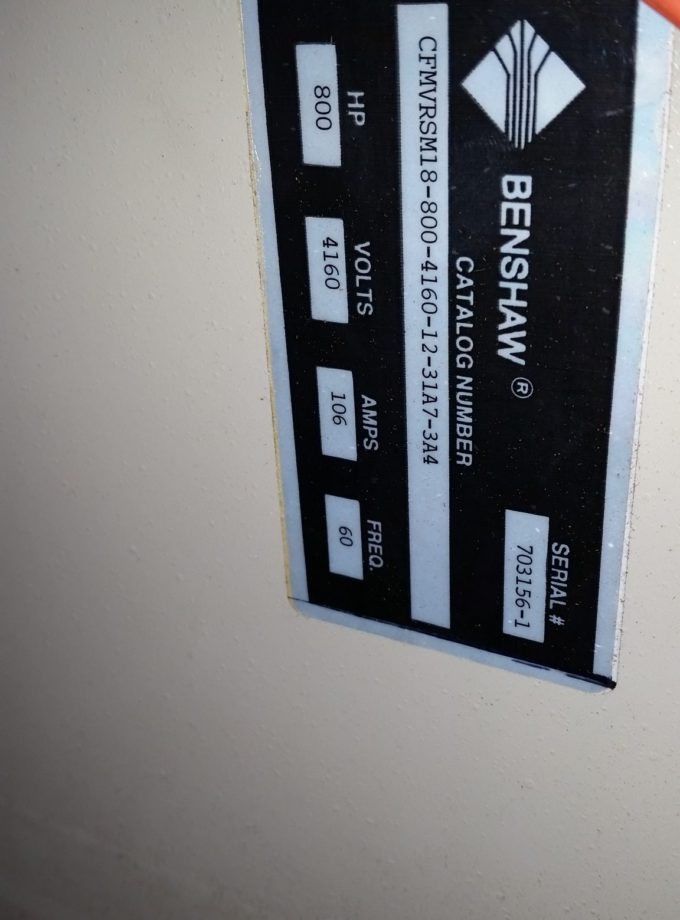 BENSHAW ®
SERIAL #
703156-1
CATALOG NUMBER
CFMVRSM18-800-4160-12-31A7-3A4
HP VOLTS AMPS FREQ.
800 4160 106 60